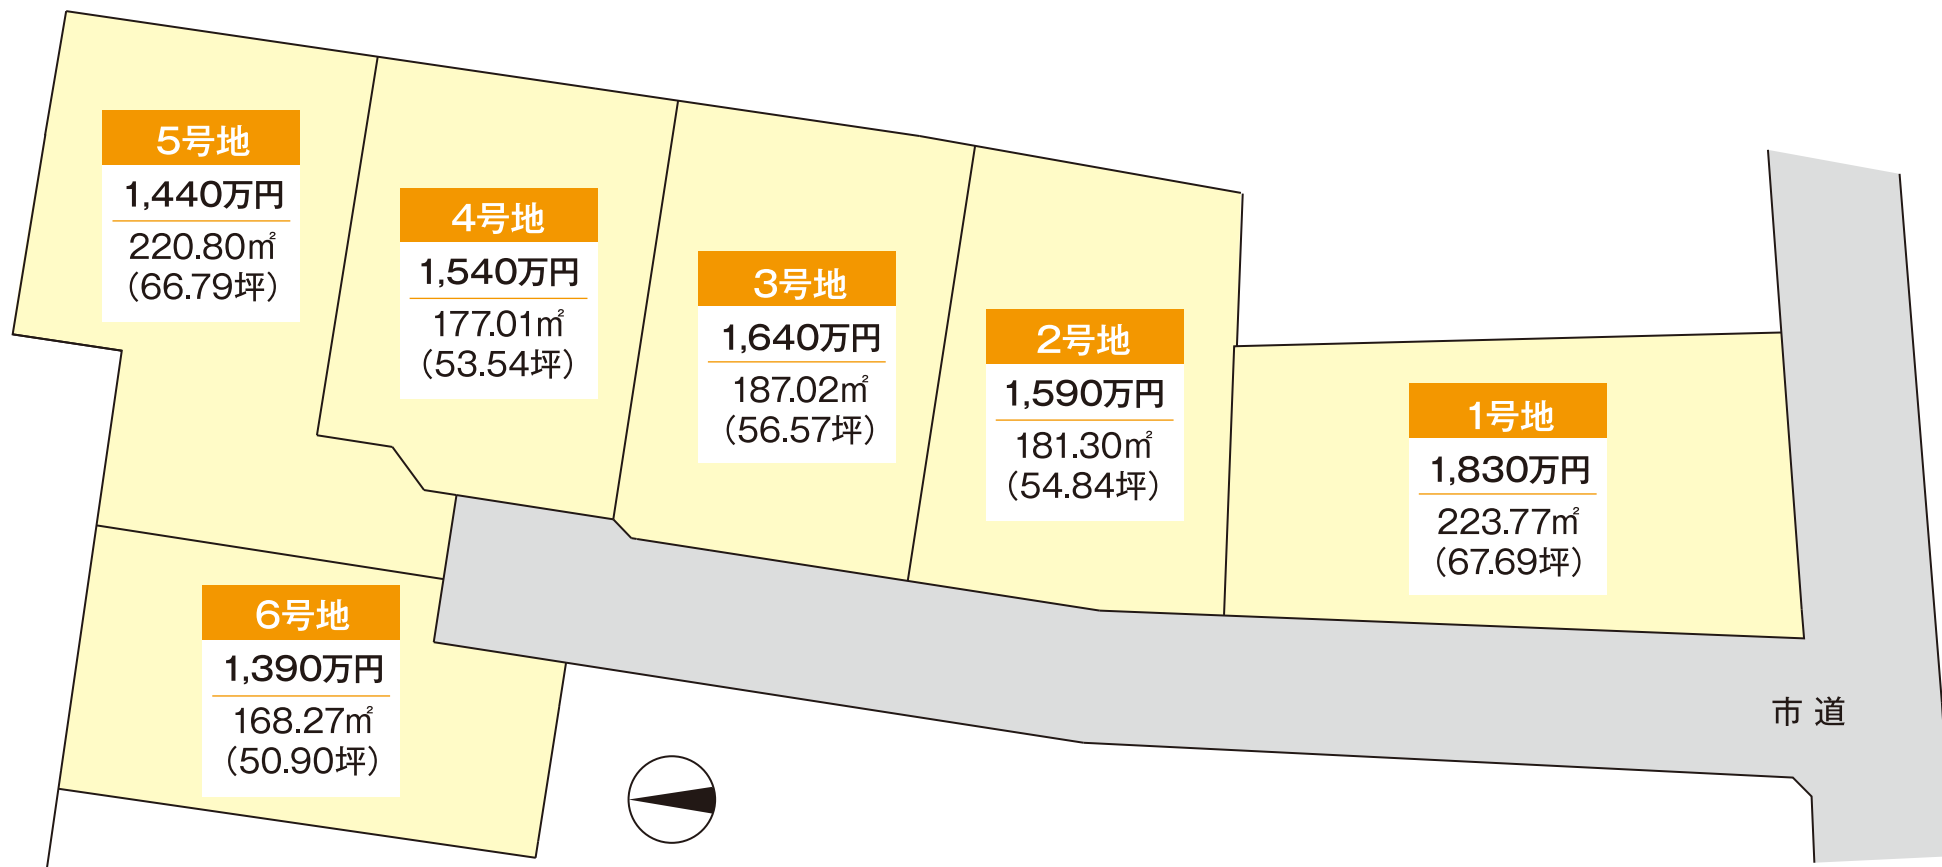 5号地
1,440万円
220.80㎡
（66.79坪）
4号地
1,540万円
177.01㎡
（53.54坪）
3号地
1,640万円
187.02㎡
（56.57坪）
2号地
1,590万円
181.30㎡
（54.84坪）
1号地
1,830万円
223.77㎡
（67.69坪）
6号地
1,390万円
168.27㎡
（50.90坪）
市道